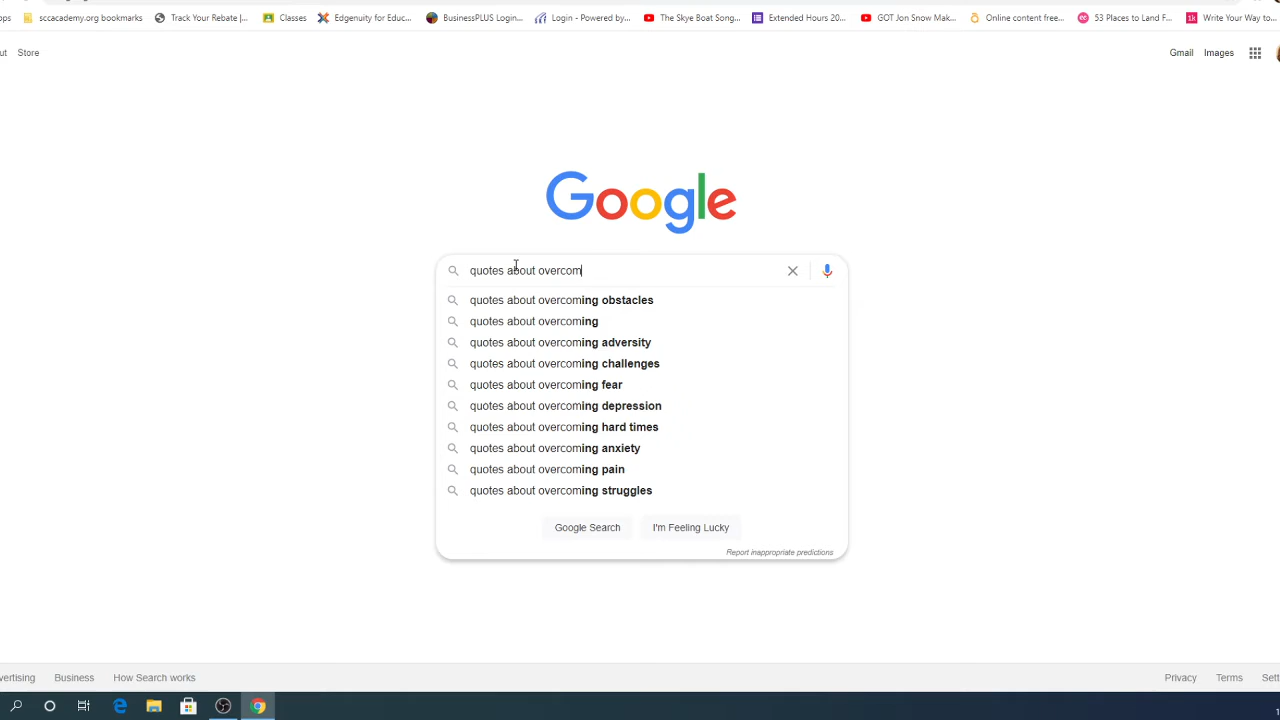 sccacademy.org bookmarks Track Your Rebate |... Classes Edgenuity for Educ... BusinessPLUS Login... Login - Powered by... The Skye Boat Song... Extended Hours 20... GOT Jon Snow Mak... Online content free... 53 Places to Land F... Write Your Way to...
Store Gmail Images
Google
quotes about overcom
quotes about overcoming obstacles
quotes about overcoming
quotes about overcoming adversity
quotes about overcoming challenges
quotes about overcoming fear
quotes about overcoming depression
quotes about overcoming hard times
quotes about overcoming anxiety
quotes about overcoming pain
quotes about overcoming struggles
Google Search I'm Feeling Lucky
Report inappropriate predictions
vertising Business How Search works Privacy Terms Sett